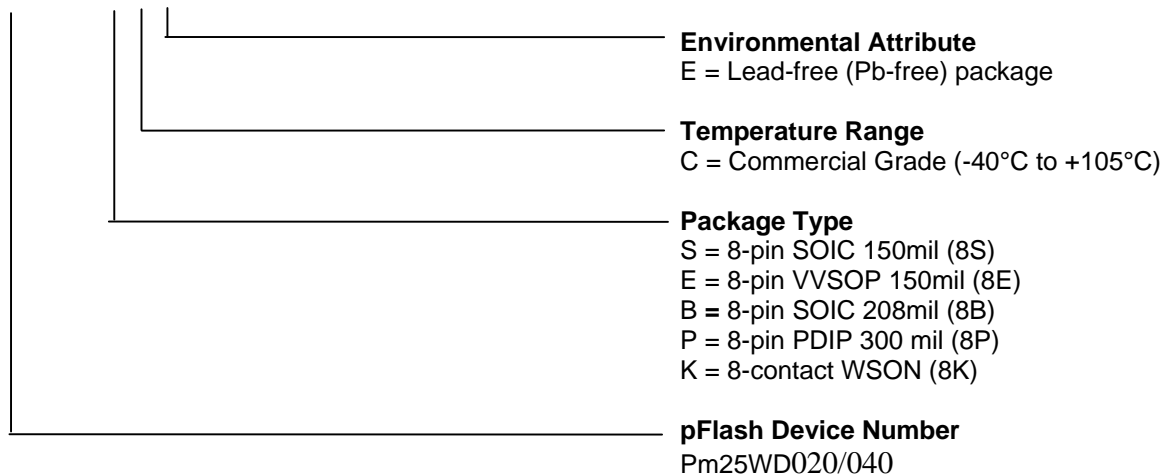 Environmental Attribute
E = Lead-free (Pb-free) package
Temperature Range
C = Commercial Grade (-40°C to +105°C)
Package Type
S = 8-pin SOIC 150mil (8S)
E = 8-pin VVSOP 150mil (8E)
B = 8-pin SOIC 208mil (8B)
P = 8-pin PDIP 300 mil (8P)
K = 8-contact WSON (8K)
pFlash Device Number
Pm25WD020/040